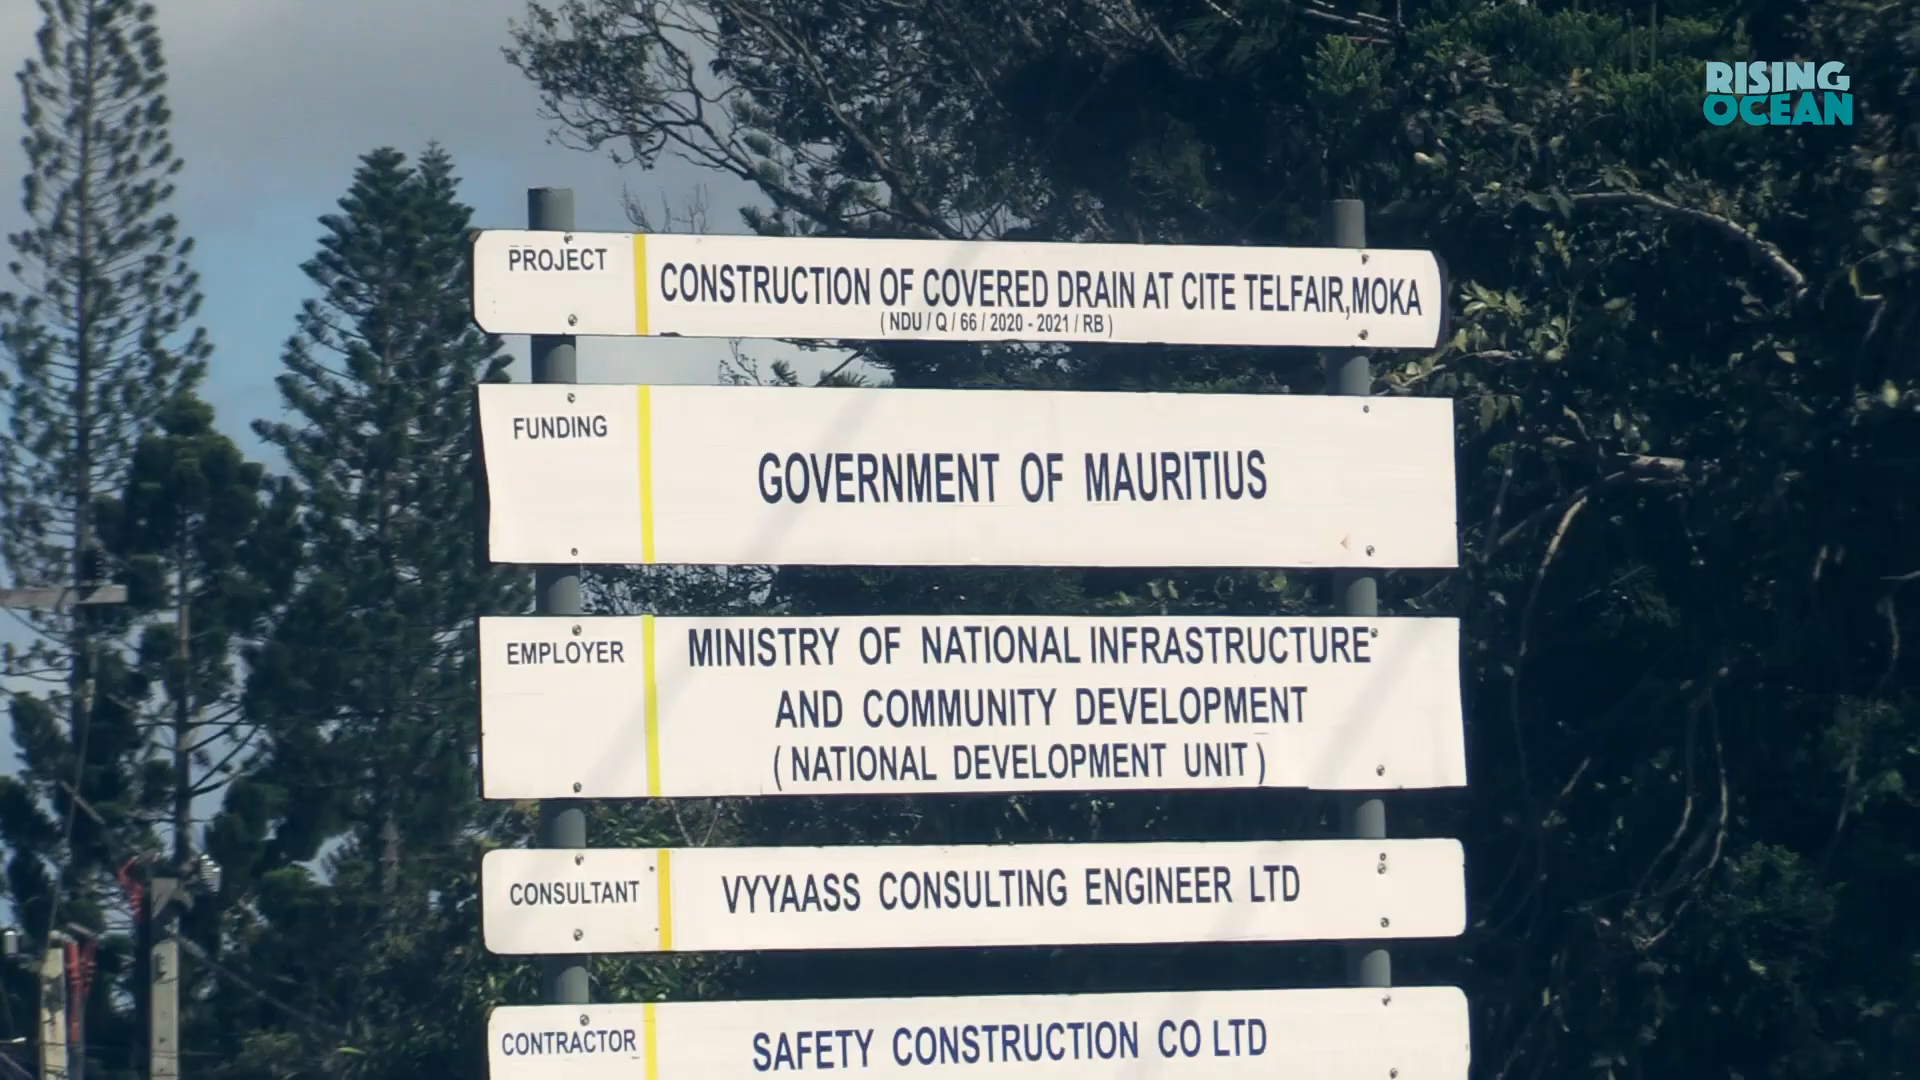 RISING
OCEAN
PROJECT
CONSTRUCTION OF COVERED DRAIN AT CITE TELFAIR,MOKA
( NDU / Q / 66 / 2020 - 2021 / RB )
FUNDING
GOVERNMENT OF MAURITIUS
EMPLOYER
MINISTRY OF NATIONAL INFRASTRUCTURE
AND COMMUNITY DEVELOPMENT
( NATIONAL DEVELOPMENT UNIT )
CONSULTANT
VYYAASS CONSULTING ENGINEER LTD
CONTRACTOR
SAFETY CONSTRUCTION CO LTD